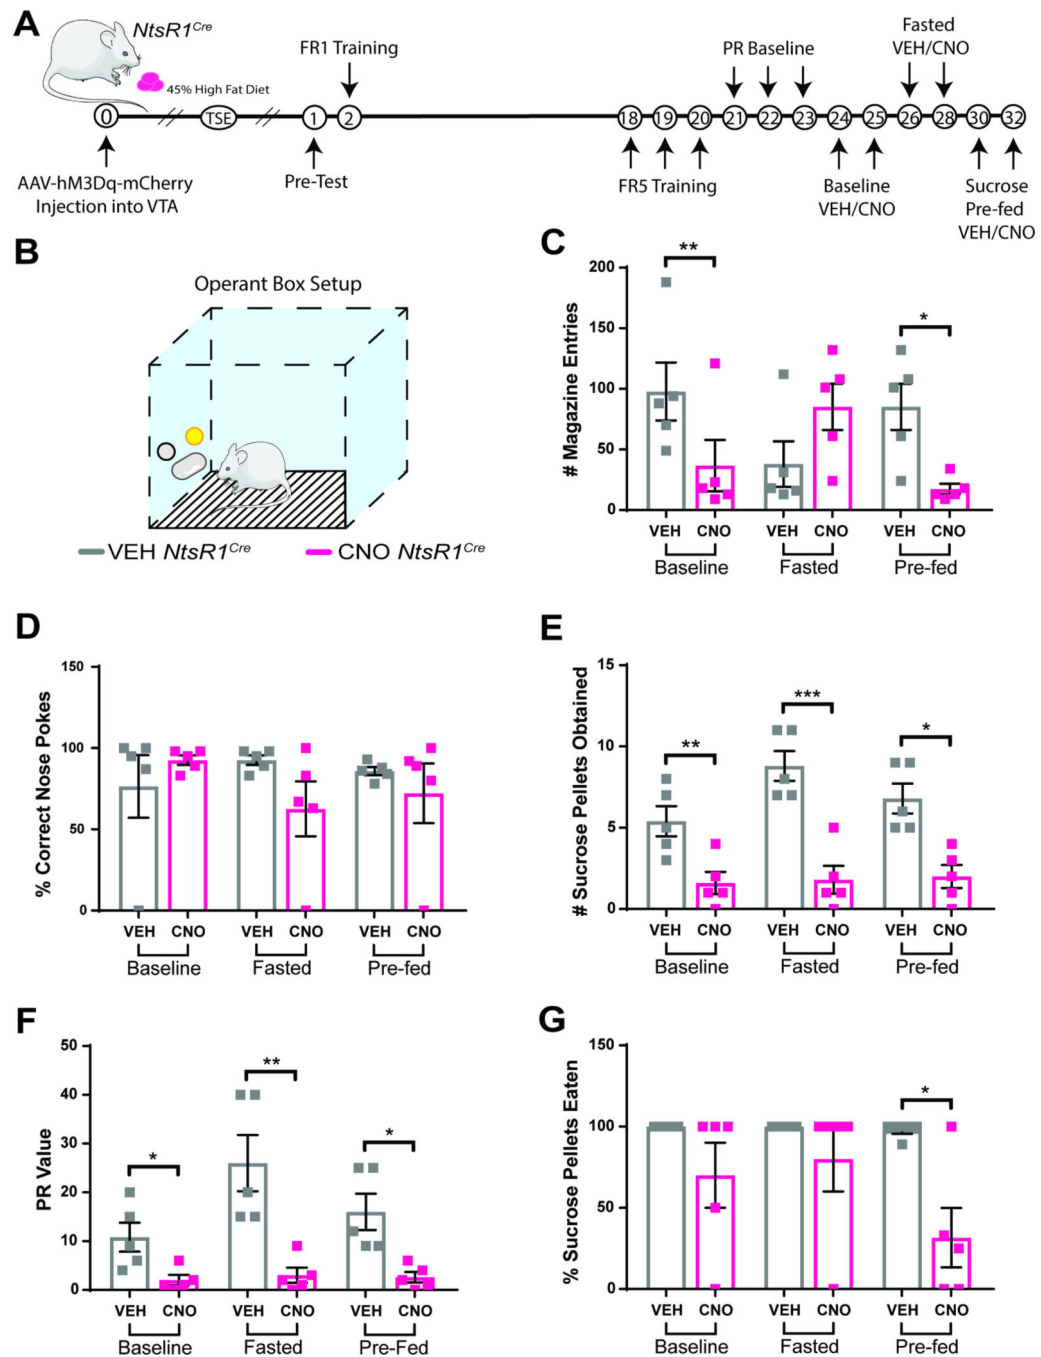 A
NtsR1Cre
45% High Fat Diet
FR1 Training
PR Baseline
Fasted
VEH/CNO
0
TSE
1
2
18
19
20
21
22
23
24
25
26
28
30
32
AAV-hM3Dq-mCherry
Injection into VTA
Pre-Test
FR5 Training
Baseline
VEH/CNO
Sucrose
Pre-fed
VEH/CNO
B
Operant Box Setup
VEH NtsR1Cre
CNO NtsR1Cre
C
# Magazine Entries
200
150
100
50
0
**
*
VEH CNO VEH CNO VEH CNO
Baseline Fasted Pre-fed
D
% Correct Nose Pokes
150
100
50
0
VEH CNO VEH CNO VEH CNO
Baseline Fasted Pre-fed
E
# Sucrose Pellets Obtained
15
10
5
0
**
***
*
VEH CNO VEH CNO VEH CNO
Baseline Fasted Pre-fed
F
PR Value
50
40
30
20
10
0
*
**
*
VEH CNO VEH CNO VEH CNO
Baseline Fasted Pre-Fed
G
% Sucrose Pellets Eaten
150
100
50
0
*
VEH CNO VEH CNO VEH CNO
Baseline Fasted Pre-fed